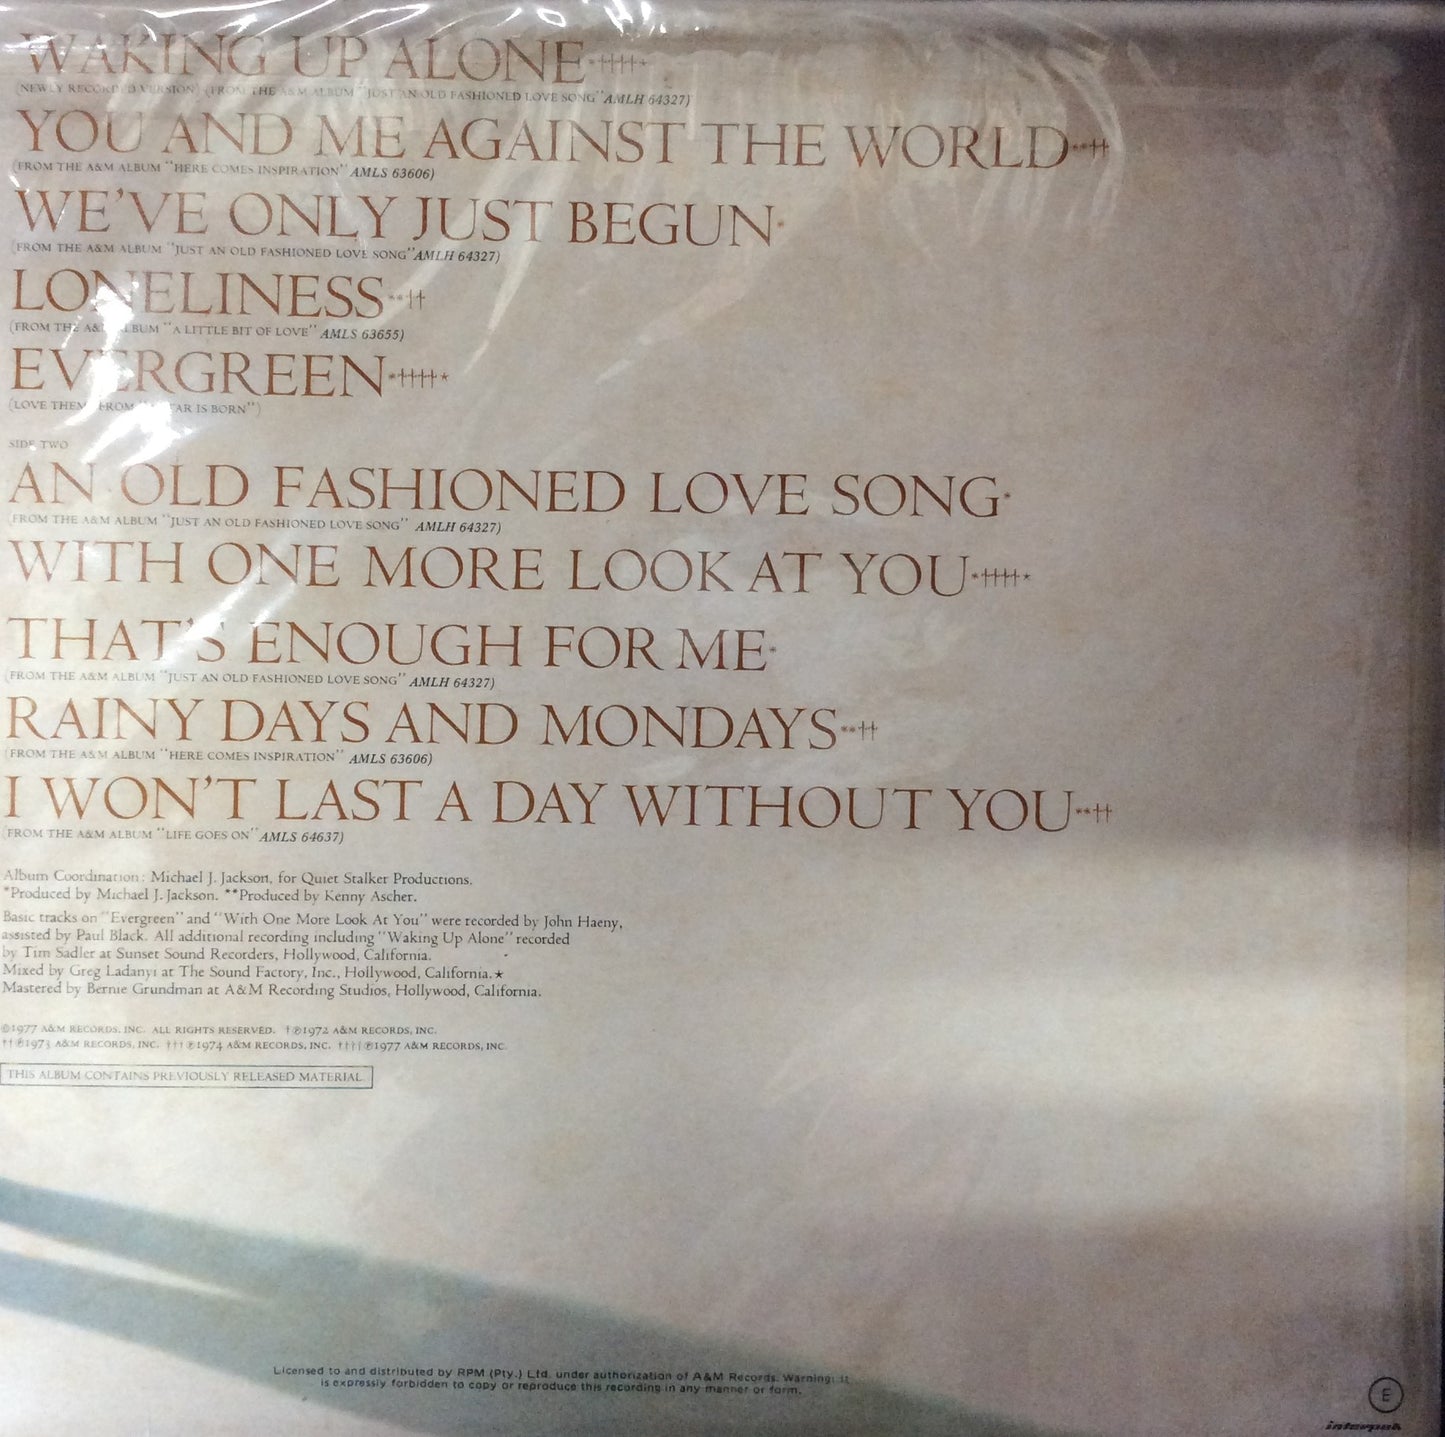 WAKING UP ALONE*††††★
(NEWLY RECORDED VERSION) (FROM THE A&M ALBUM "JUST AN OLD FASHIONED LOVE SONG" AMLH 64327)
YOU AND ME AGAINST THE WORLD**††
(FROM THE A&M ALBUM "HERE COMES INSPIRATION" AMLS 63606)
WE'VE ONLY JUST BEGUN*
(FROM THE A&M ALBUM "JUST AN OLD FASHIONED LOVE SONG" AMLH 64327)
LONELINESS**††
(FROM THE A&M ALBUM "A LITTLE BIT OF LOVE" AMLS 63655)
EVERGREEN*††††★
(LOVE THEME FROM "A STAR IS BORN")
SIDE TWO
AN OLD FASHIONED LOVE SONG*
(FROM THE A&M ALBUM "JUST AN OLD FASHIONED LOVE SONG" AMLH 64327)
WITH ONE MORE LOOK AT YOU*††††★
THAT'S ENOUGH FOR ME*
(FROM THE A&M ALBUM "JUST AN OLD FASHIONED LOVE SONG" AMLH 64327)
RAINY DAYS AND MONDAYS**††
(FROM THE A&M ALBUM "HERE COMES INSPIRATION" AMLS 63606)
I WON'T LAST A DAY WITHOUT YOU**††
(FROM THE A&M ALBUM "LIFE GOES ON" AMLS 64637)
Album Coordination: Michael J. Jackson, for Quiet Stalker Productions.
*Produced by Michael J. Jackson. **Produced by Kenny Ascher.
Basic tracks on "Evergreen" and "With One More Look At You" were recorded by John Haeny,
assisted by Paul Black. All additional recording including "Waking Up Alone" recorded
by Tim Sadler at Sunset Sound Recorders, Hollywood, California.
Mixed by Greg Ladanyi at The Sound Factory, Inc., Hollywood, California.★
Mastered by Bernie Grundman at A&M Recording Studios, Hollywood, California.
©1977 A&M RECORDS, INC. ALL RIGHTS RESERVED. †℗1972 A&M RECORDS, INC.
††℗1973 A&M RECORDS, INC. †††℗1974 A&M RECORDS, INC. ††††℗1977 A&M RECORDS, INC.
THIS ALBUM CONTAINS PREVIOUSLY RELEASED MATERIAL.
Licensed to and distributed by RPM (Pty.) Ltd. under authorization of A&M Records. Warning: It
is expressly forbidden to copy or reproduce this recording in any manner or form.
E
interpak